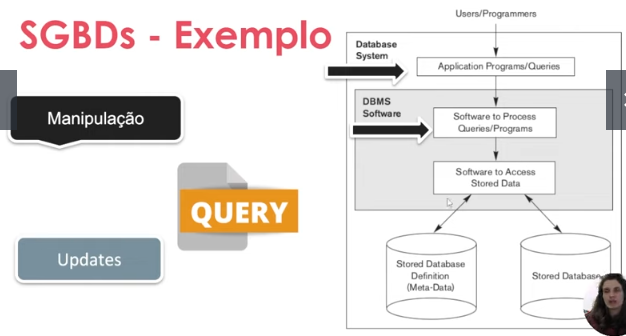 SGBDs - Exemplo
Manipulação
QUERY
Updates
Users/Programmers
Database
System
Application Programs/Queries
DBMS
Software
Software to Process
Queries/Programs
Software to Access
Stored Data
Stored Database
Definition
(Meta-Data)
Stored Database